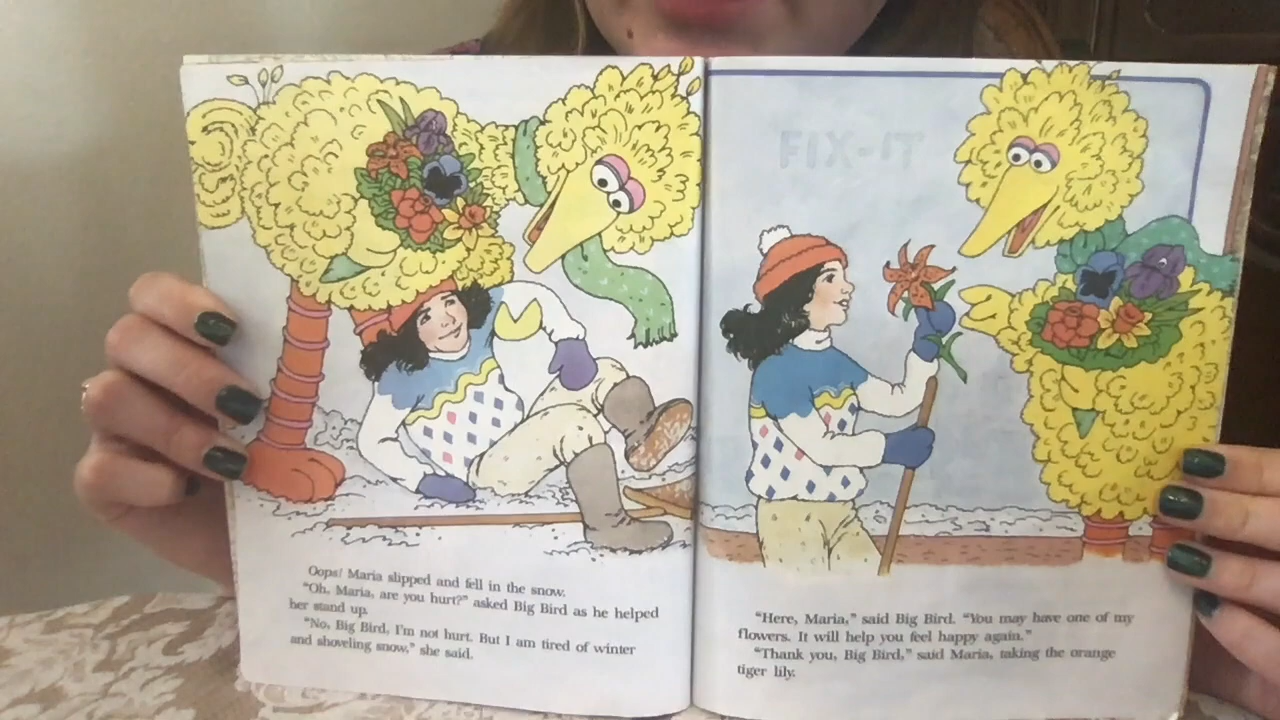 Oops! Maria slipped and fell in the snow.
"Oh, Maria, are you hurt?" asked Big Bird as he helped
her stand up.
"No, Big Bird, I'm not hurt. But I am tired of winter
and shoveling snow," she said.
FIX-IT
"Here, Maria," said Big Bird. "You may have one of my
flowers. It will help you feel happy again."
"Thank you, Big Bird," said Maria, taking the orange
tiger lily.